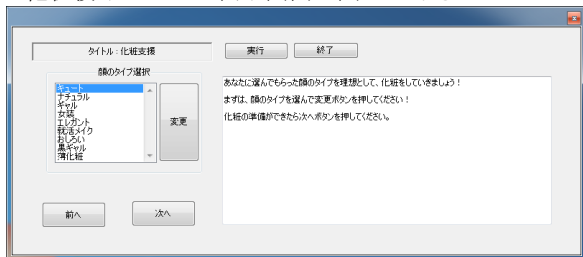 タイトル：化粧支援
実行
終了
顔のタイプ選択
キュート
ナチュラル
ギャル
女装
エレガント
就活メイク
おしろい
黒ギャル
薄化粧
変更
あなたに選んでもらった顔のタイプを理想として、化粧をしていきましょう！
まずは、顔のタイプを選んで変更ボタンを押してください！
化粧の準備ができたら次へボタンを押してください。
前へ
次へ